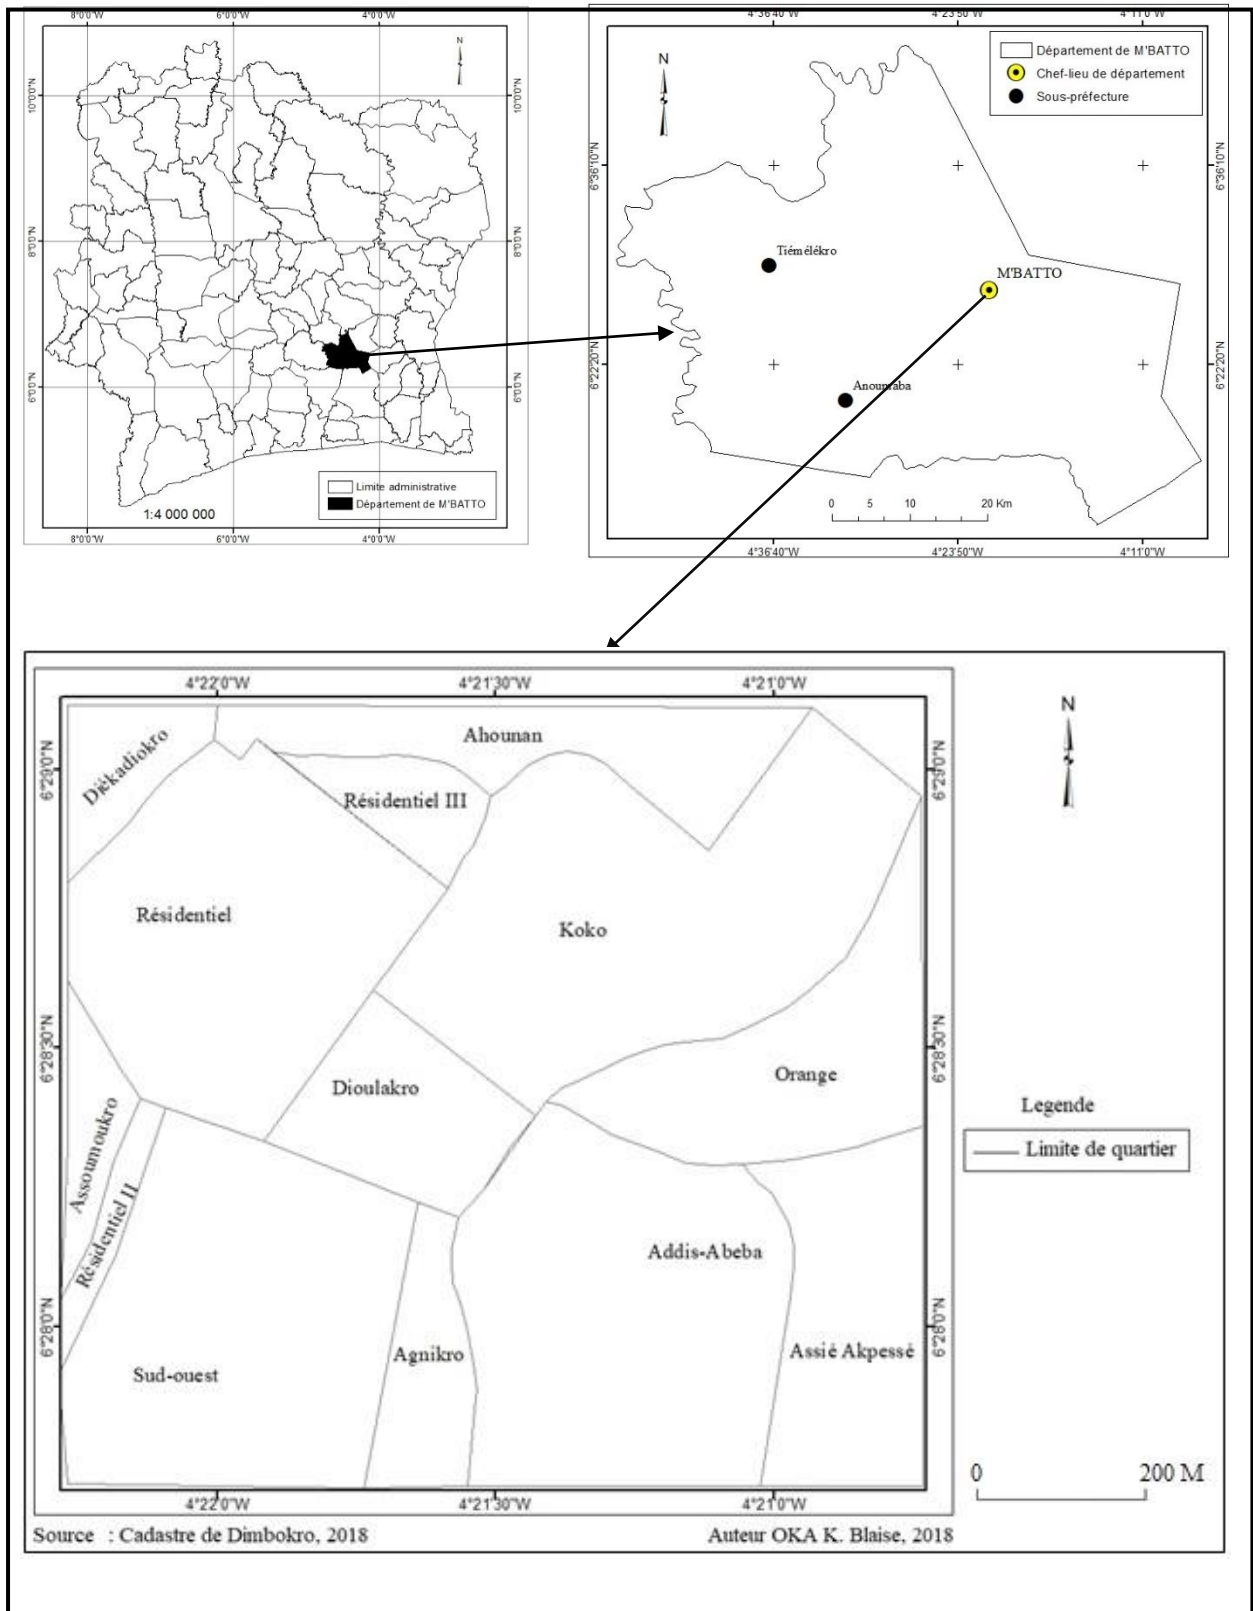 8°0'0"W 6°0'0"W 4°0'0"W
N
10°0'0"N
10°0'0"N
8°0'0"N
8°0'0"N
6°0'0"N
6°0'0"N
Limite administrative
Département de M'BATTO
1:4 000 000
8°0'0"W 6°0'0"W 4°0'0"W
4°36'40"W 4°23'50"W 4°11'0"W
Département de M'BATTO
Chef-lieu de département
Sous-préfecture
N
6°36'10"N
6°36'10"N
Tiémélékro
M'BATTO
6°22'20"N
6°22'20"N
Anoumaba
0 5 10 20 Km
4°36'40"W 4°23'50"W 4°11'0"W
4°22'0"W 4°21'30"W 4°21'0"W
N
Ahounan
Djékadiokro
6°29'0"N
6°29'0"N
Résidentiel III
Résidentiel
Koko
6°28'30"N
6°28'30"N
Dioulakro
Orange
Legende
Limite de quartier
Assoumoukro
Résidentiel II
Addis-Abeba
6°28'0"N
6°28'0"N
Agnikro
Assié Akpessé
Sud-ouest
0 200 M
4°22'0"W 4°21'30"W 4°21'0"W
Source : Cadastre de Dimbokro, 2018 Auteur OKA K. Blaise, 2018